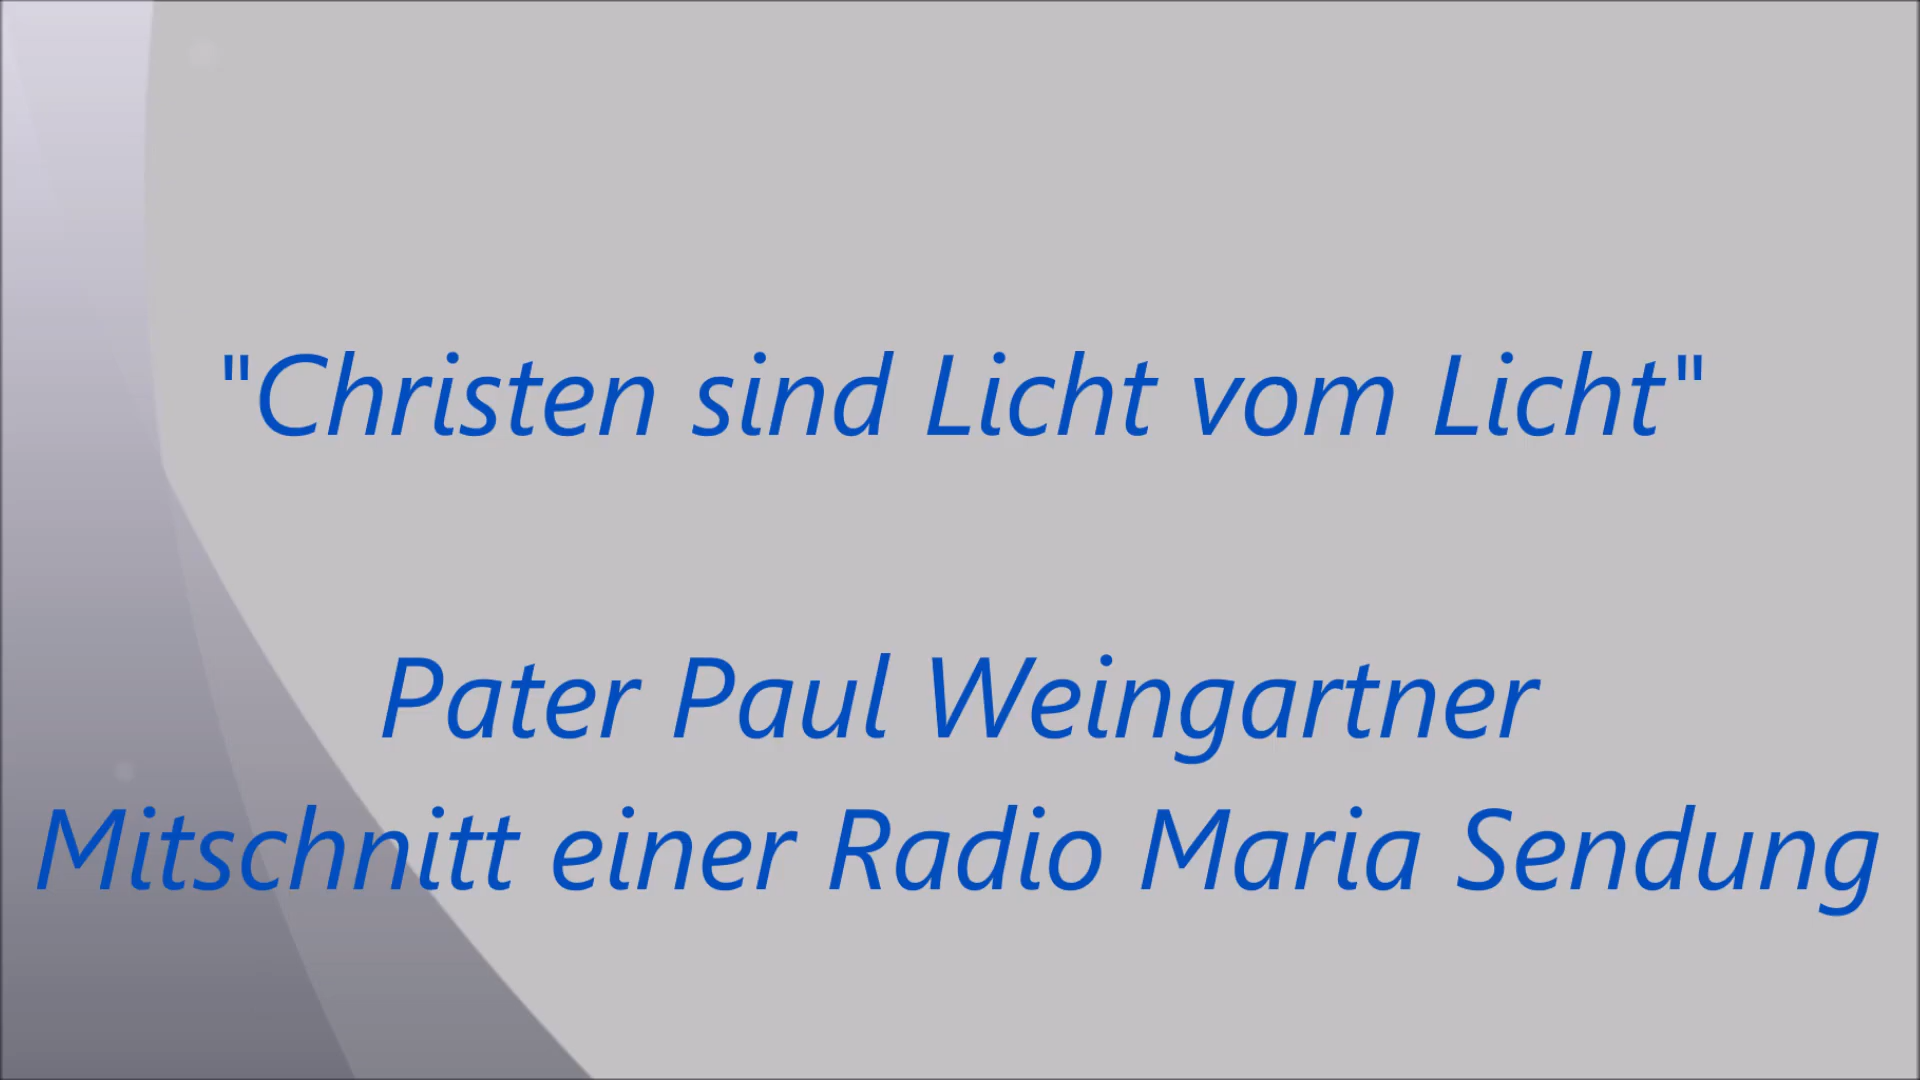 "Christen sind Licht vom Licht"
Pater Paul Weingartner
Mitschnitt einer Radio Maria Sendung